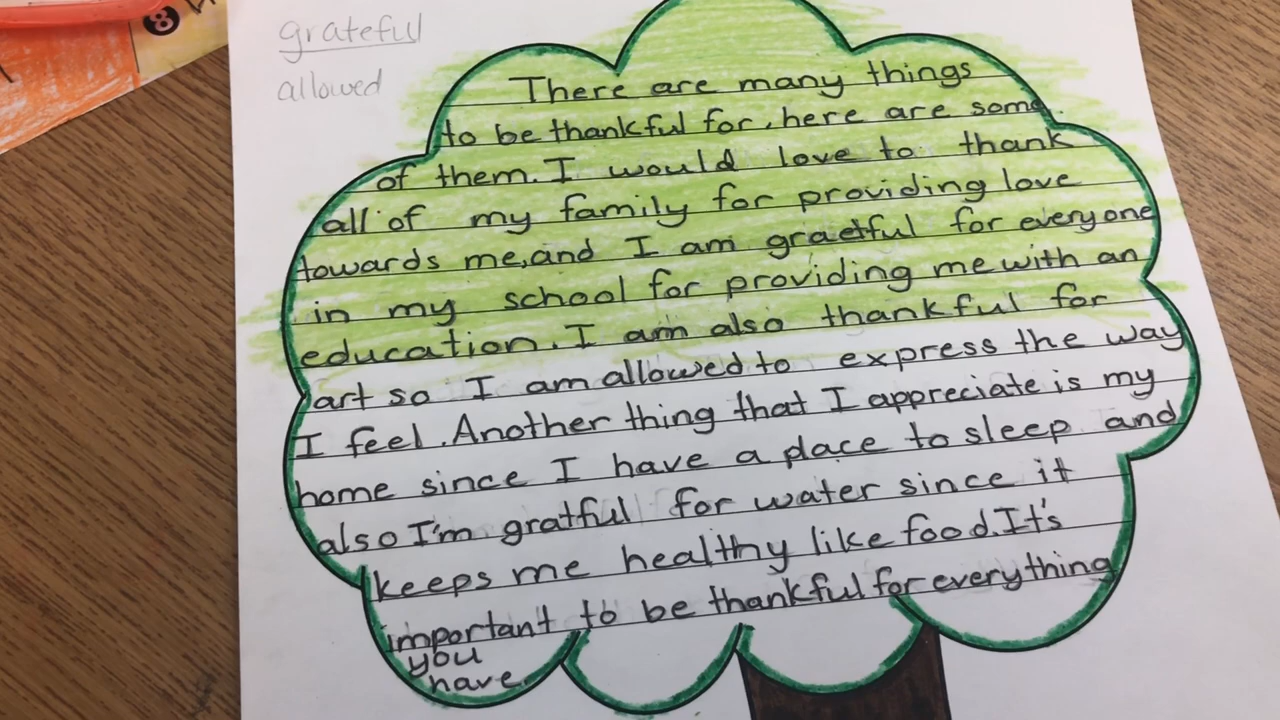 8
grateful
allowed
There are many things
to be thankful for, here are some
of them. I would love to thank
all of my family for providing love
towards me, and I am graetful for everyone
in my school for providing me with an
education. I am also thankful for
art so I am allowed to express the way
I feel. Another thing that I appreciate is my
home since I have a place to sleep and
also I'm gratful for water since it
keeps me healthy like food. It's
important to be thankful for everything
you
have.